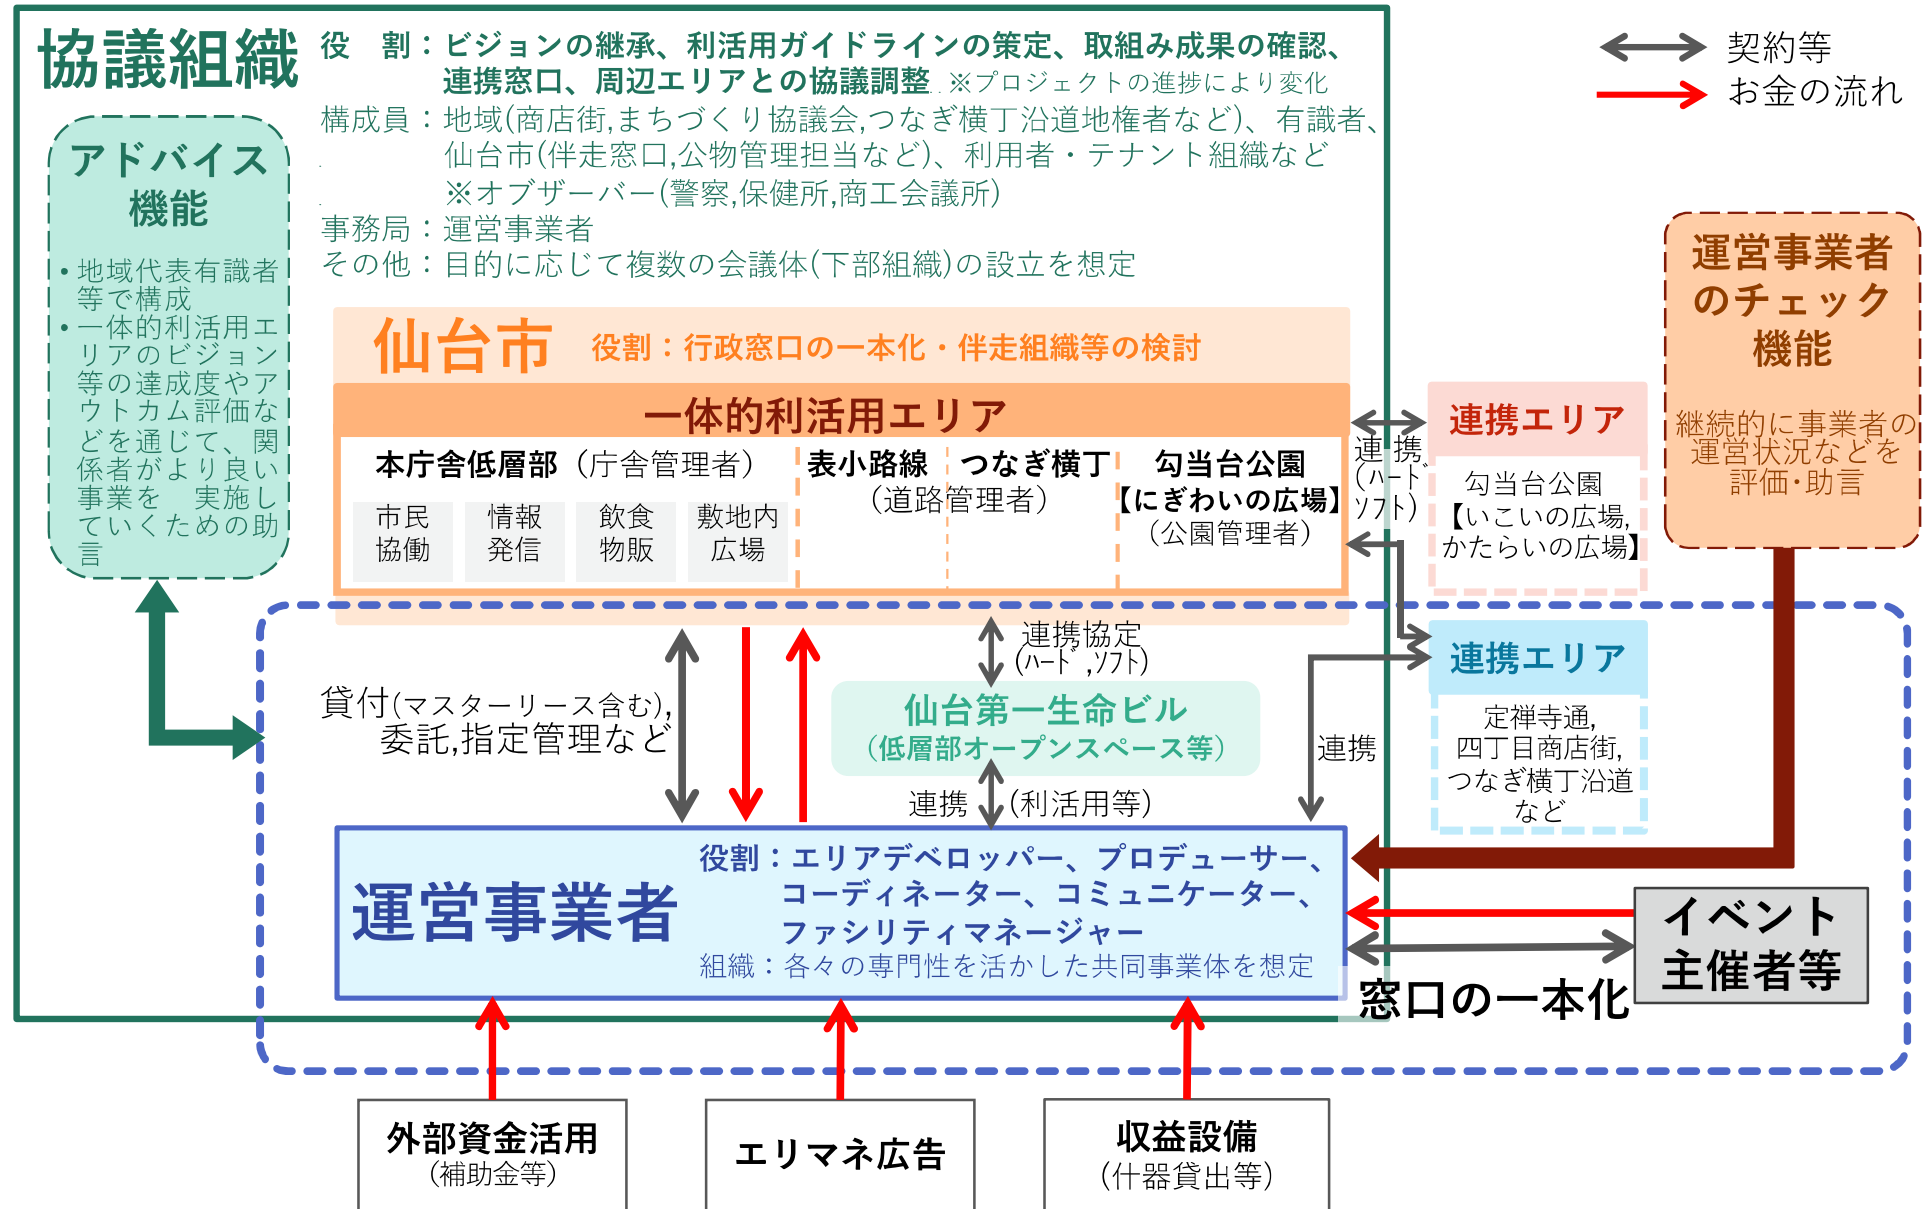 協議組織
役　割：ビジョンの継承、利活用ガイドラインの策定、取組み成果の確認、
連携窓口、周辺エリアとの協議調整 ※プロジェクトの進捗により変化
構成員：地域(商店街,まちづくり協議会,つなぎ横丁沿道地権者など)、有識者、
仙台市(伴走窓口,公物管理担当など)、利用者・テナント組織など
※オブザーバー(警察,保健所,商工会議所)
事務局：運営事業者
その他：目的に応じて複数の会議体(下部組織)の設立を想定
契約等
お金の流れ
アドバイス
機能
• 地域代表有識者
等で構成
• 一体的利活用エ
リアのビジョン
等の達成度やア
ウトカム評価な
どを通じて、関
係者がより良い
事業を　実施し
ていくための助
言
仙台市 役割：行政窓口の一本化・伴走組織等の検討
一体的利活用エリア
本庁舎低層部（庁舎管理者）
市民
協働
情報
発信
飲食
物販
敷地内
広場
表小路線
つなぎ横丁
（道路管理者）
勾当台公園
【にぎわいの広場】
（公園管理者）
連携
(ﾊｰﾄﾞ
ｿﾌﾄ)
連携エリア
勾当台公園
【いこいの広場,
かたらいの広場】
運営事業者
のチェック
機能
継続的に事業者の
運営状況などを
評価・助言
連携エリア
定禅寺通,
四丁目商店街,
つなぎ横丁沿道
など
連携
貸付(マスターリース含む),
委託,指定管理など
連携協定
(ﾊｰﾄﾞ,ｿﾌﾄ)
仙台第一生命ビル
（低層部オープンスペース等）
連携 (利活用等)
運営事業者
役割：エリアデベロッパー、プロデューサー、
コーディネーター、コミュニケーター、
ファシリティマネージャー
組織：各々の専門性を活かした共同事業体を想定
イベント
主催者等
窓口の一本化
外部資金活用
(補助金等)
エリマネ広告
収益設備
(什器貸出等)